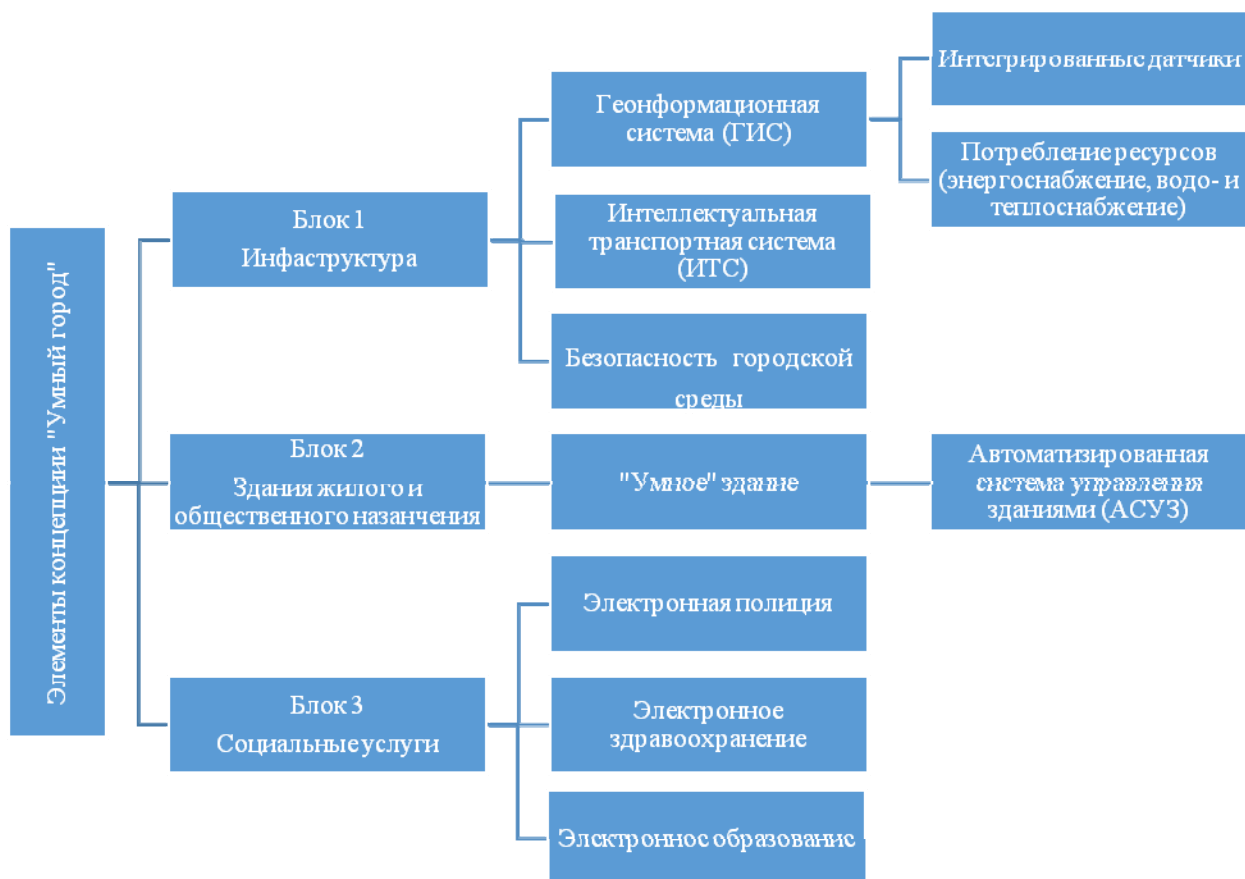 Элементы концепциии "Умный город"
Блок 1
Инфаструктура
Геонформационная
система (ГИС)
Интегрированные датчики
Потребление ресурсов
(энергоснабжение, водо- и
теплоснабжение)
Интеллектуальная
транспортная система
(ИТС)
Безопасность городской
среды
Блок 2
Здания жилого и
общественного назанчения
"Умное" здание
Автоматизированная
система управления
зданиями (АСУЗ)
Блок 3
Социальные услуги
Электронная полиция
Электронное
здравоохранение
Электронное образование